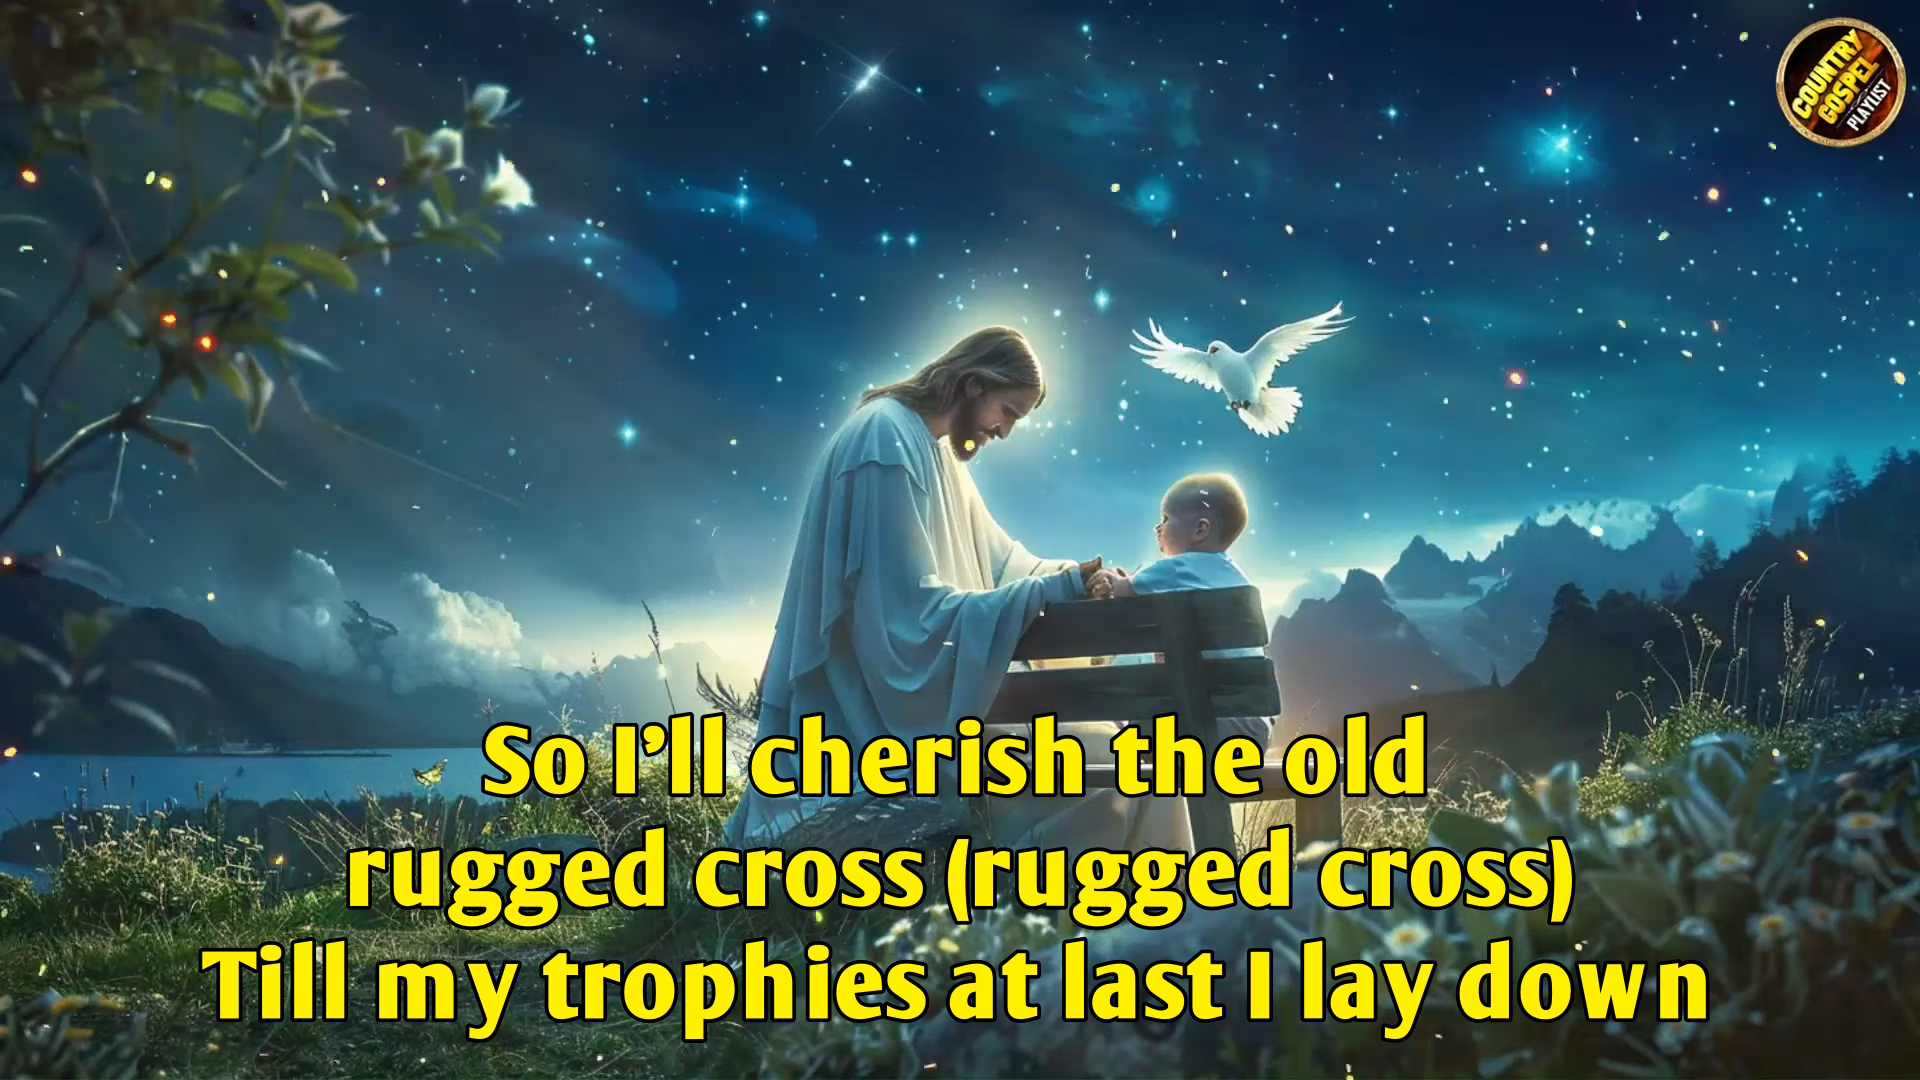 COUNTRY
GOSPEL
PLAYLIST
So I'll cherish the old
rugged cross (rugged cross)
Till my trophies at last I lay down